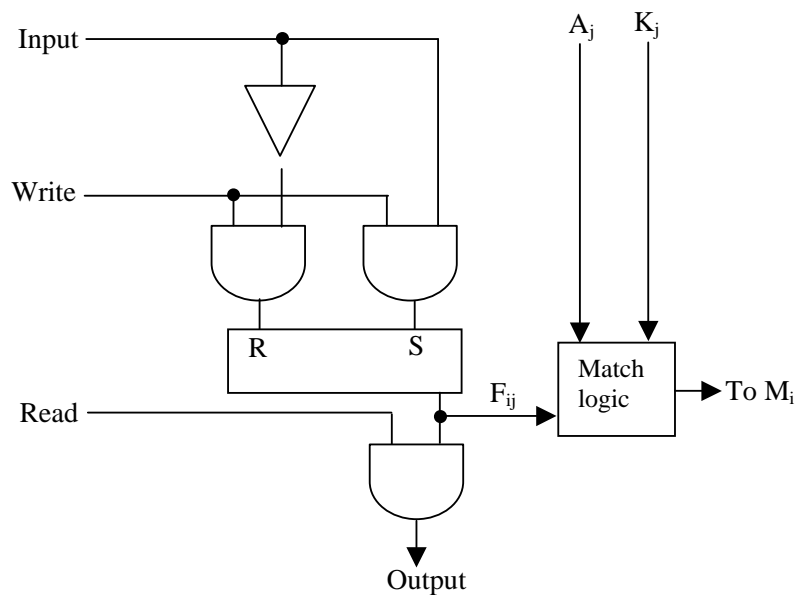 Input
A_j K_j
Write
R S
Match
logic
F_ij
To M_i
Read
Output